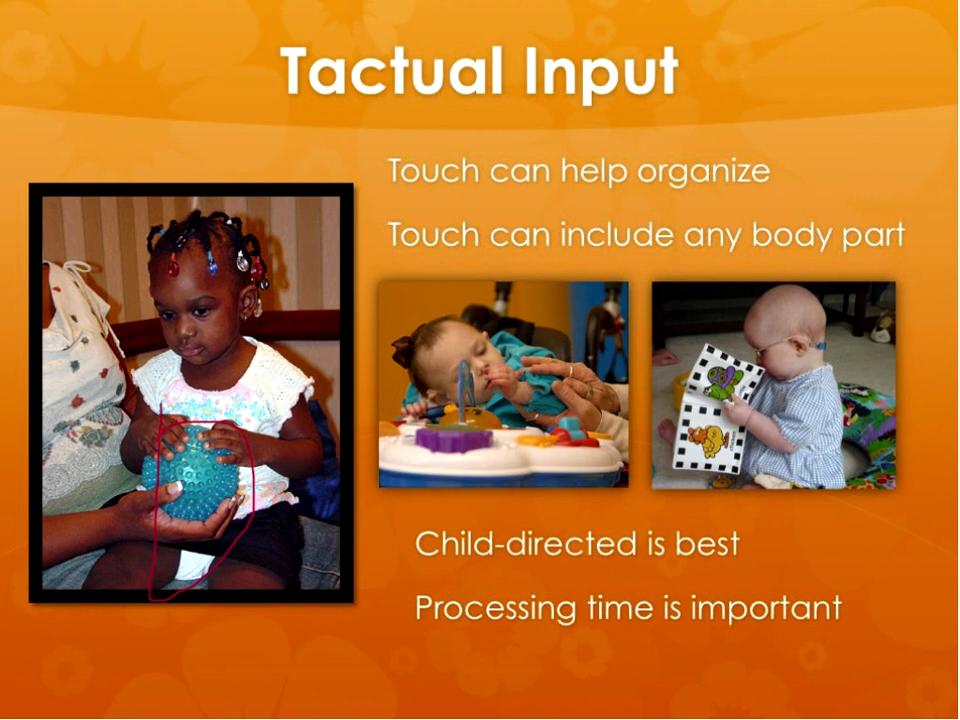 Tactual Input
Touch can help organize
Touch can include any body part
Child-directed is best
Processing time is important